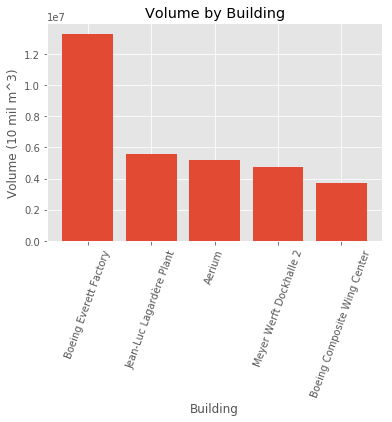 Volume by Building
1e7
Volume (10 mil m^3)
1.2
1.0
0.8
0.6
0.4
0.2
0.0
Boeing Everett Factory
Jean-Luc Lagardère Plant
Aerium
Meyer Werft Dockhalle 2
Boeing Composite Wing Center
Building